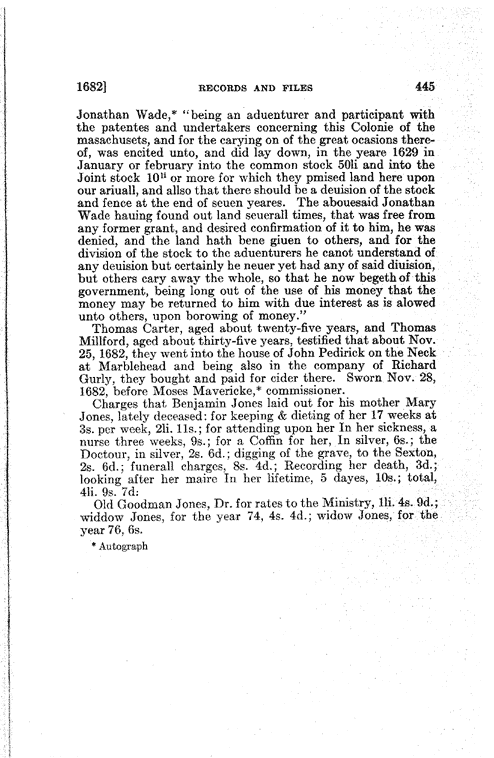 1682] RECORDS AND FILES 445
Jonathan Wade,* "being an aduenturer and participant with
the patentes and undertakers concerning this Colonie of the
masachusets, and for the carying on of the great ocasions there-
of, was encited unto, and did lay down, in the yeare 1629 in
January or february into the common stock 50li and into the
Joint stock 10li or more for which they pmised land here upon
our ariuall, and allso that there should be a deuision of the stock
and fence at the end of seuen yeares. The abouesaid Jonathan
Wade hauing found out land seuerall times, that was free from
any former grant, and desired confirmation of it to him, he was
denied, and the land hath bene giuen to others, and for the
division of the stock to the aduenturers he canot understand of
any deuision but certainly he neuer yet had any of said diuision,
but others cary away the whole, so that he now begeth of this
government, being long out of the use of his money that the
money may be returned to him with due interest as is alowed
unto others, upon borowing of money."
Thomas Carter, aged about twenty-five years, and Thomas
Millford, aged about thirty-five years, testified that about Nov.
25, 1682, they went into the house of John Pedirick on the Neck
at Marblehead and being also in the company of Richard
Gurly, they bought and paid for cider there. Sworn Nov. 28,
1682, before Moses Mavericke,* commissioner.
Charges that Benjamin Jones laid out for his mother Mary
Jones, lately deceased: for keeping & dieting of her 17 weeks at
3s. per week, 2li. 11s.; for attending upon her In her sickness, a
nurse three weeks, 9s.; for a Coffin for her, In silver, 6s.; the
Doctour, in silver, 2s. 6d.; digging of the grave, to the Sexton,
2s. 6d.; funerall charges, 8s. 4d.; Recording her death, 3d.;
looking after her maire In her lifetime, 5 dayes, 10s.; total,
4li. 9s. 7d:
Old Goodman Jones, Dr. for rates to the Ministry, 1li. 4s. 9d.;
widdow Jones, for the year 74, 4s. 4d.; widow Jones, for the
year 76, 6s.
* Autograph